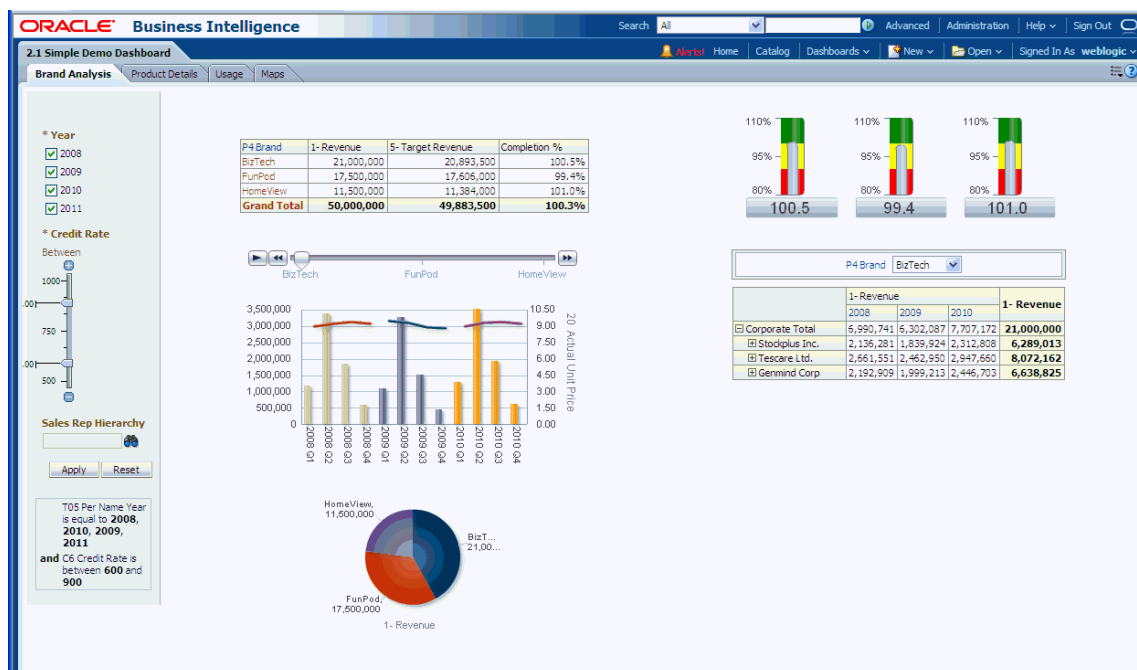 ORACLE Business Intelligence
Search All Advanced Administration Help Sign Out
2.1 Simple Demo Dashboard
Alerts! Home Catalog Dashboards New Open Signed In As weblogic
Brand Analysis Product Details Usage Maps
* Year
2008
2009
2010
2011
* Credit Rate
Between
1000
.00
750
.00
500
Sales Rep Hierarchy
Apply Reset
T05 Per Name Year
is equal to 2008,
2010, 2009,
2011
and C6 Credit Rate is
between 600 and
900
P4 Brand 1- Revenue 5- Target Revenue Completion %
BizTech 21,000,000 20,893,500 100.5%
FunPod 17,500,000 17,606,000 99.4%
HomeView 11,500,000 11,384,000 101.0%
Grand Total 50,000,000 49,883,500 100.3%
BizTech FunPod HomeView
3,500,000 10.50
3,000,000 9.00
2,500,000 7.50
2,000,000 6.00
1,500,000 4.50
1,000,000 3.00
500,000 1.50
0 0.00
20 Actual Unit Price
2008 Q1
2008 Q2
2008 Q3
2008 Q4
2009 Q1
2009 Q2
2009 Q3
2009 Q4
2010 Q1
2010 Q2
2010 Q3
2010 Q4
HomeView,
11,500,000
BizT...
21,00...
FunPod,
17,500,000
1- Revenue
110% 110% 110%
95% 95% 95%
80% 80% 80%
100.5 99.4 101.0
P4 Brand BizTech
1- Revenue 1- Revenue
2008 2009 2010
Corporate Total 6,990,741 6,302,087 7,707,172 21,000,000
Stockplus Inc. 2,136,281 1,839,924 2,312,808 6,289,013
Tescare Ltd. 2,661,551 2,462,950 2,947,660 8,072,162
Genmind Corp 2,192,909 1,999,213 2,446,703 6,638,825